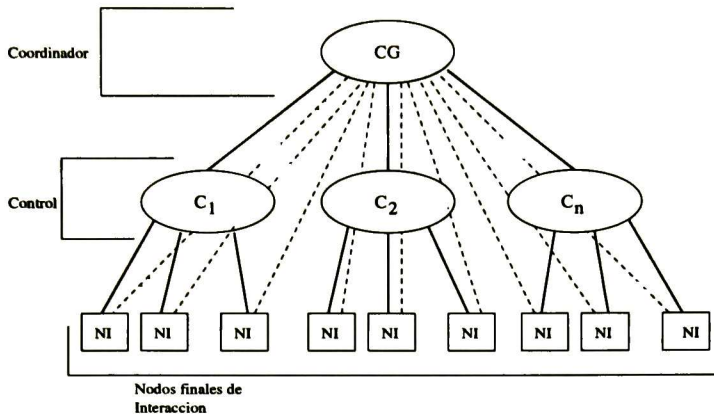 Coordinador
CG
Control
C1
C2
Cn
NI NI NI NI NI NI NI NI NI
Nodos finales de
Interaccion